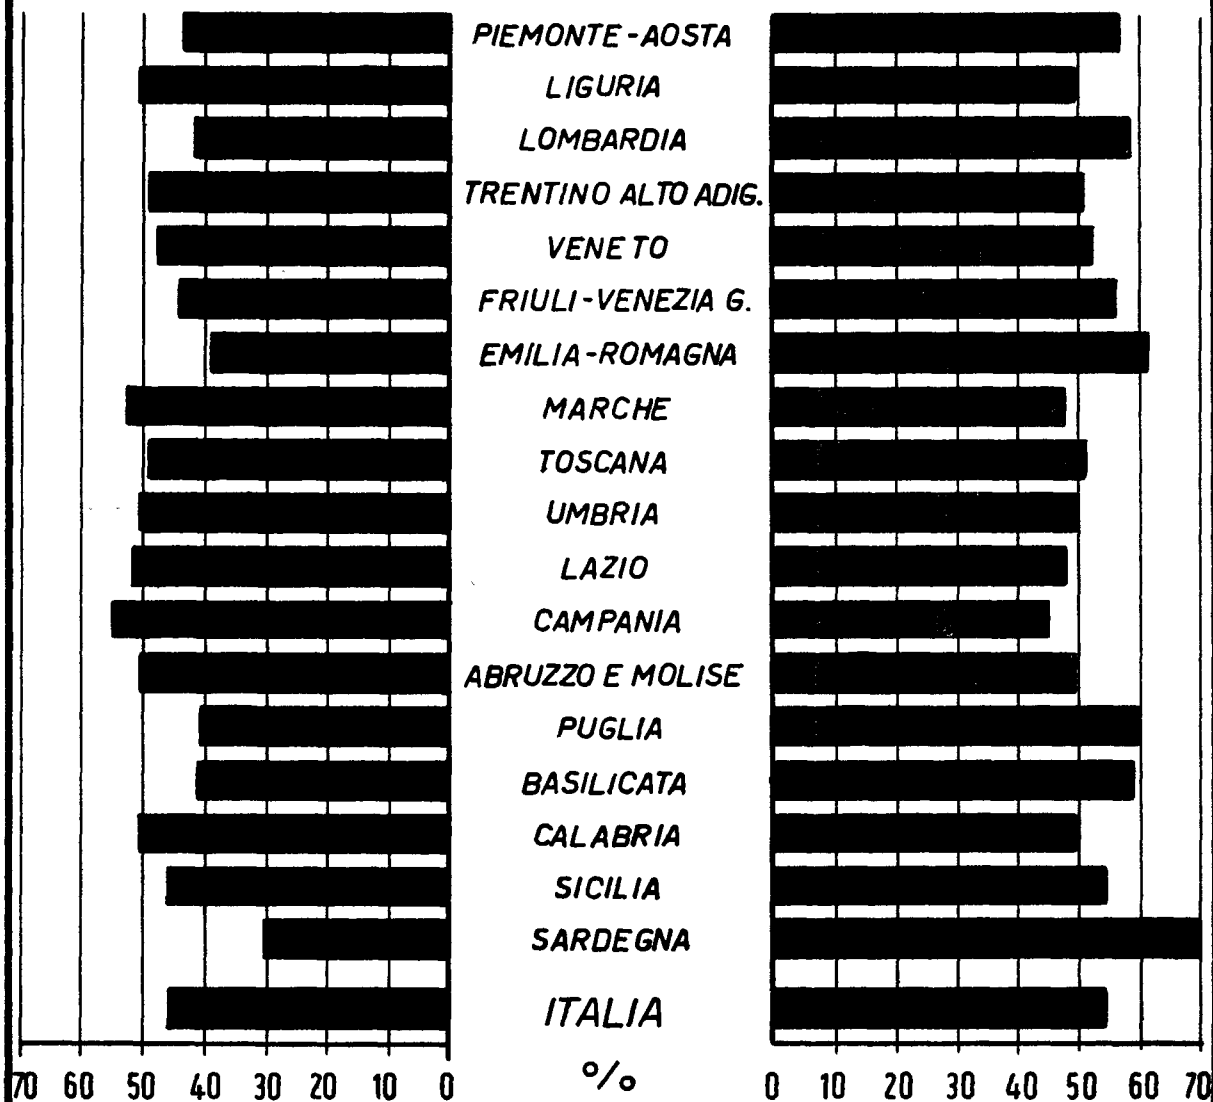 PIEMONTE-AOSTA
LIGURIA
LOMBARDIA
TRENTINO ALTO ADIG.
VENETO
FRIULI-VENEZIA G.
EMILIA-ROMAGNA
MARCHE
TOSCANA
UMBRIA
LAZIO
CAMPANIA
ABRUZZO E MOLISE
PUGLIA
BASILICATA
CALABRIA
SICILIA
SARDEGNA
ITALIA
70 60 50 40 30 20 10 0 % 0 10 20 30 40 50 60 70